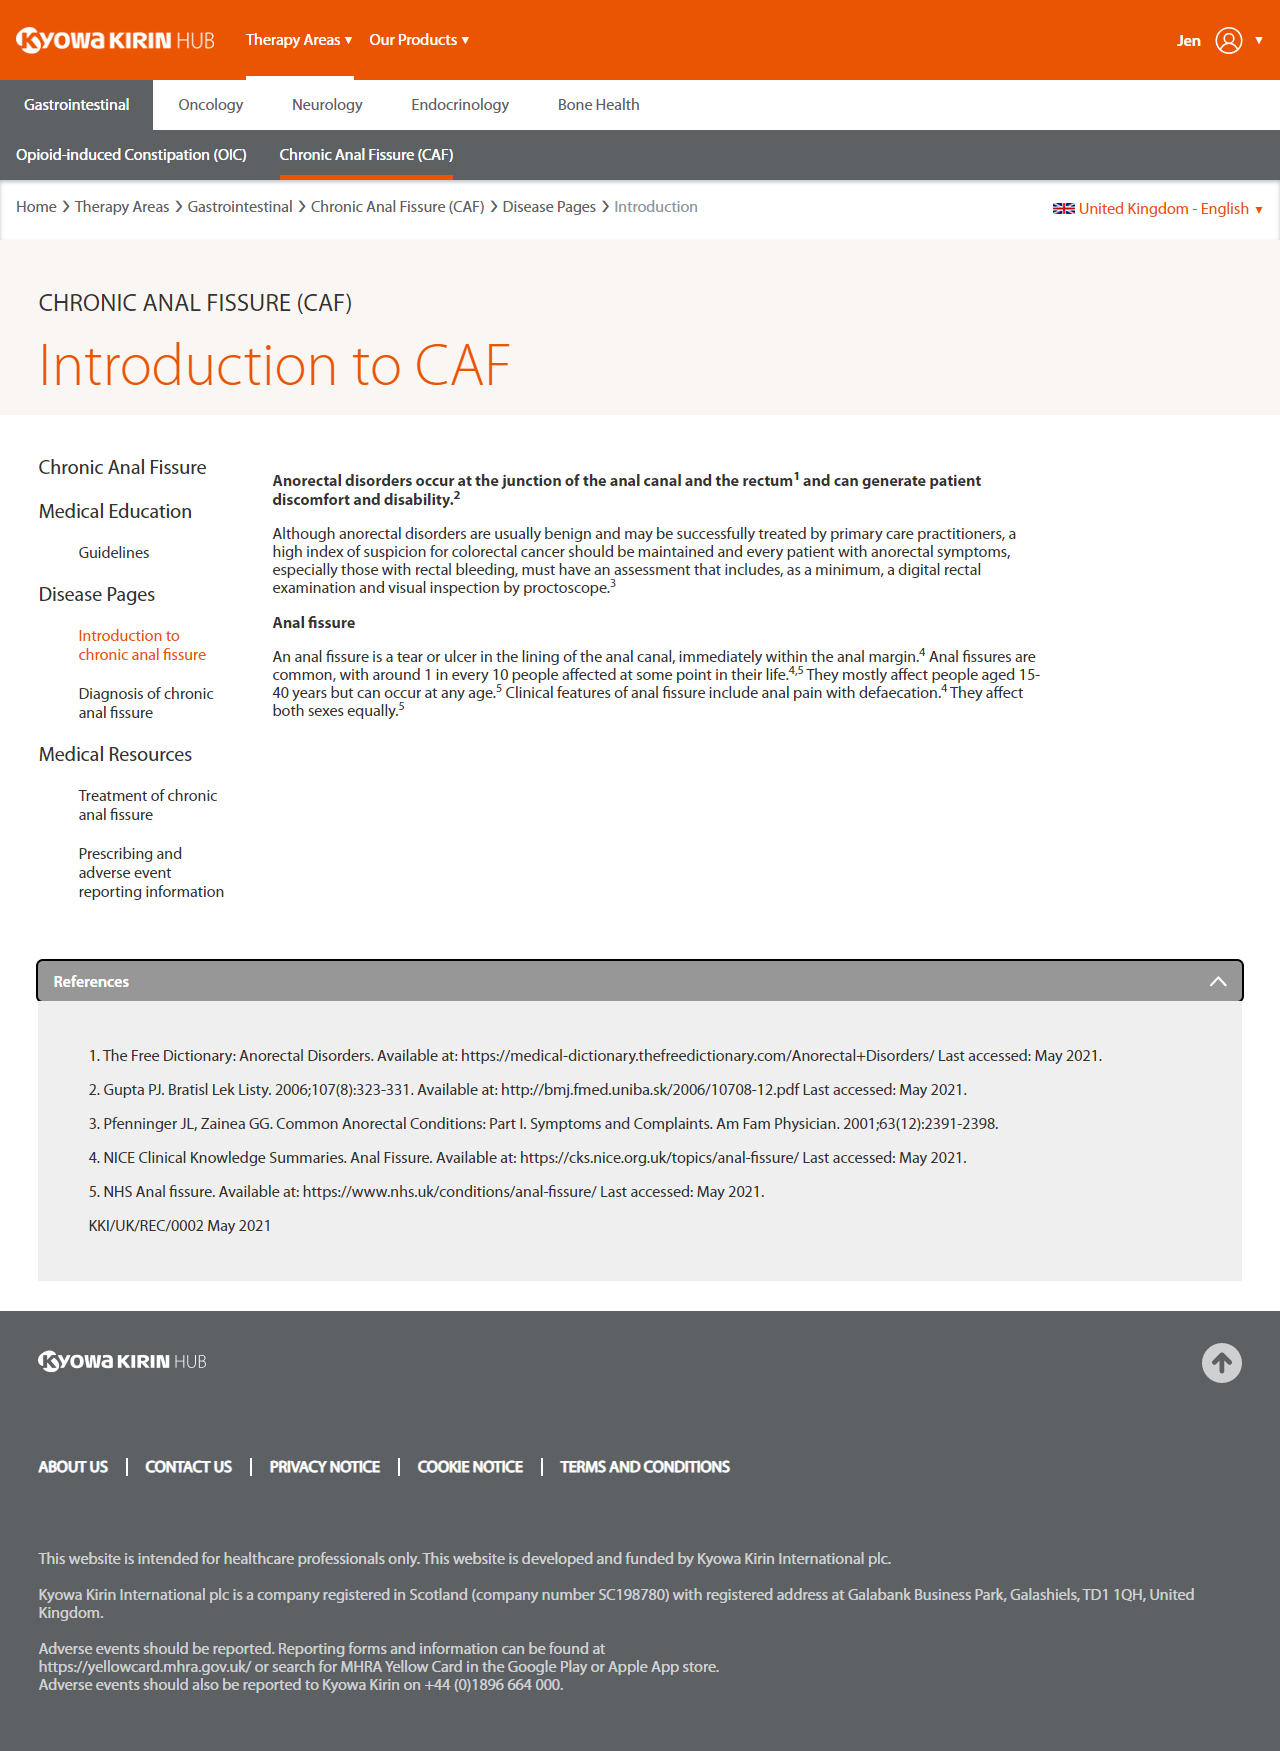 KYOWA KIRIN HUB
Therapy Areas ▼ Our Products ▼
Jen ▼
Gastrointestinal Oncology Neurology Endocrinology Bone Health
Opioid-induced Constipation (OIC) Chronic Anal Fissure (CAF)
Home > Therapy Areas > Gastrointestinal > Chronic Anal Fissure (CAF) > Disease Pages > Introduction
United Kingdom - English ▼
CHRONIC ANAL FISSURE (CAF)
Introduction to CAF
Chronic Anal Fissure
Medical Education
Guidelines
Disease Pages
Introduction to
chronic anal fissure
Diagnosis of chronic
anal fissure
Medical Resources
Treatment of chronic
anal fissure
Prescribing and
adverse event
reporting information
Anorectal disorders occur at the junction of the anal canal and the rectum¹ and can generate patient
discomfort and disability.²
Although anorectal disorders are usually benign and may be successfully treated by primary care practitioners, a
high index of suspicion for colorectal cancer should be maintained and every patient with anorectal symptoms,
especially those with rectal bleeding, must have an assessment that includes, as a minimum, a digital rectal
examination and visual inspection by proctoscope.³
Anal fissure
An anal fissure is a tear or ulcer in the lining of the anal canal, immediately within the anal margin.⁴ Anal fissures are
common, with around 1 in every 10 people affected at some point in their life.⁴,⁵ They mostly affect people aged 15-
40 years but can occur at any age.⁵ Clinical features of anal fissure include anal pain with defaecation.⁴ They affect
both sexes equally.⁵
References
1. The Free Dictionary: Anorectal Disorders. Available at: https://medical-dictionary.thefreedictionary.com/Anorectal+Disorders/ Last accessed: May 2021.
2. Gupta PJ. Bratisl Lek Listy. 2006;107(8):323-331. Available at: http://bmj.fmed.uniba.sk/2006/10708-12.pdf Last accessed: May 2021.
3. Pfenninger JL, Zainea GG. Common Anorectal Conditions: Part I. Symptoms and Complaints. Am Fam Physician. 2001;63(12):2391-2398.
4. NICE Clinical Knowledge Summaries. Anal Fissure. Available at: https://cks.nice.org.uk/topics/anal-fissure/ Last accessed: May 2021.
5. NHS Anal fissure. Available at: https://www.nhs.uk/conditions/anal-fissure/ Last accessed: May 2021.
KKI/UK/REC/0002 May 2021
KYOWA KIRIN HUB
ABOUT US | CONTACT US | PRIVACY NOTICE | COOKIE NOTICE | TERMS AND CONDITIONS
This website is intended for healthcare professionals only. This website is developed and funded by Kyowa Kirin International plc.
Kyowa Kirin International plc is a company registered in Scotland (company number SC198780) with registered address at Galabank Business Park, Galashiels, TD1 1QH, United
Kingdom.
Adverse events should be reported. Reporting forms and information can be found at
https://yellowcard.mhra.gov.uk/ or search for MHRA Yellow Card in the Google Play or Apple App store.
Adverse events should also be reported to Kyowa Kirin on +44 (0)1896 664 000.